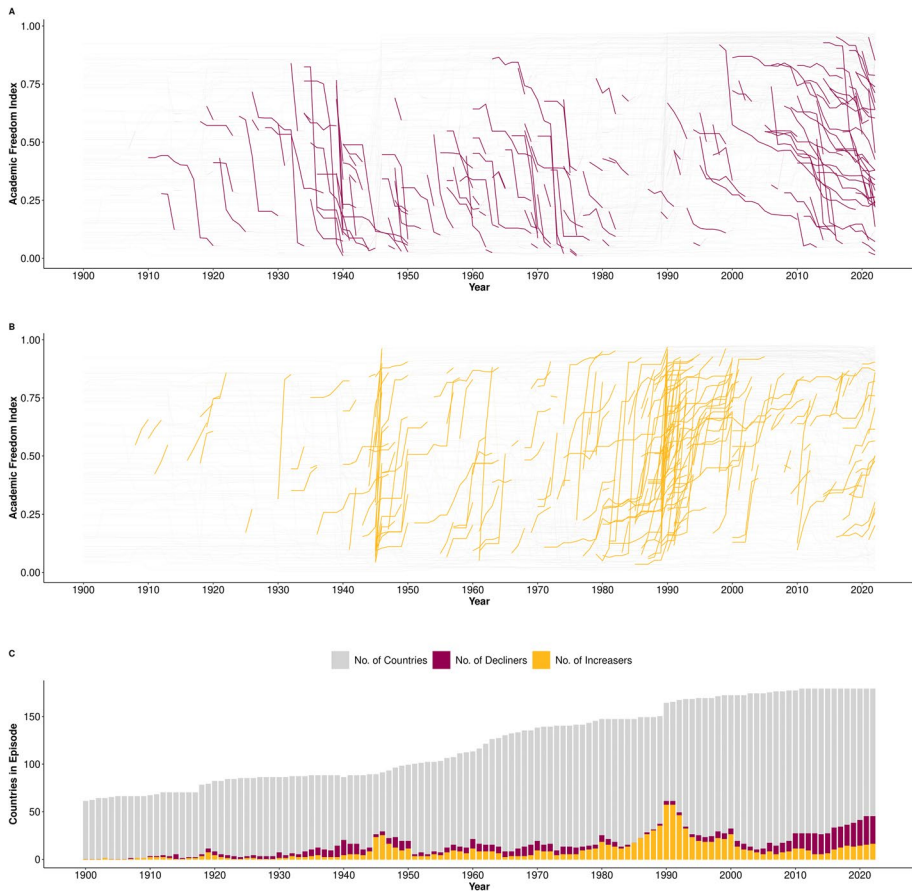 A
Academic Freedom Index
1.00
0.75
0.50
0.25
0.00
1900 1910 1920 1930 1940 1950 1960 1970 1980 1990 2000 2010 2020
Year
B
Academic Freedom Index
1.00
0.75
0.50
0.25
0.00
1900 1910 1920 1930 1940 1950 1960 1970 1980 1990 2000 2010 2020
Year
C
No. of Countries No. of Decliners No. of Increasers
Countries in Episode
150
100
50
0
1900 1910 1920 1930 1940 1950 1960 1970 1980 1990 2000 2010 2020
Year